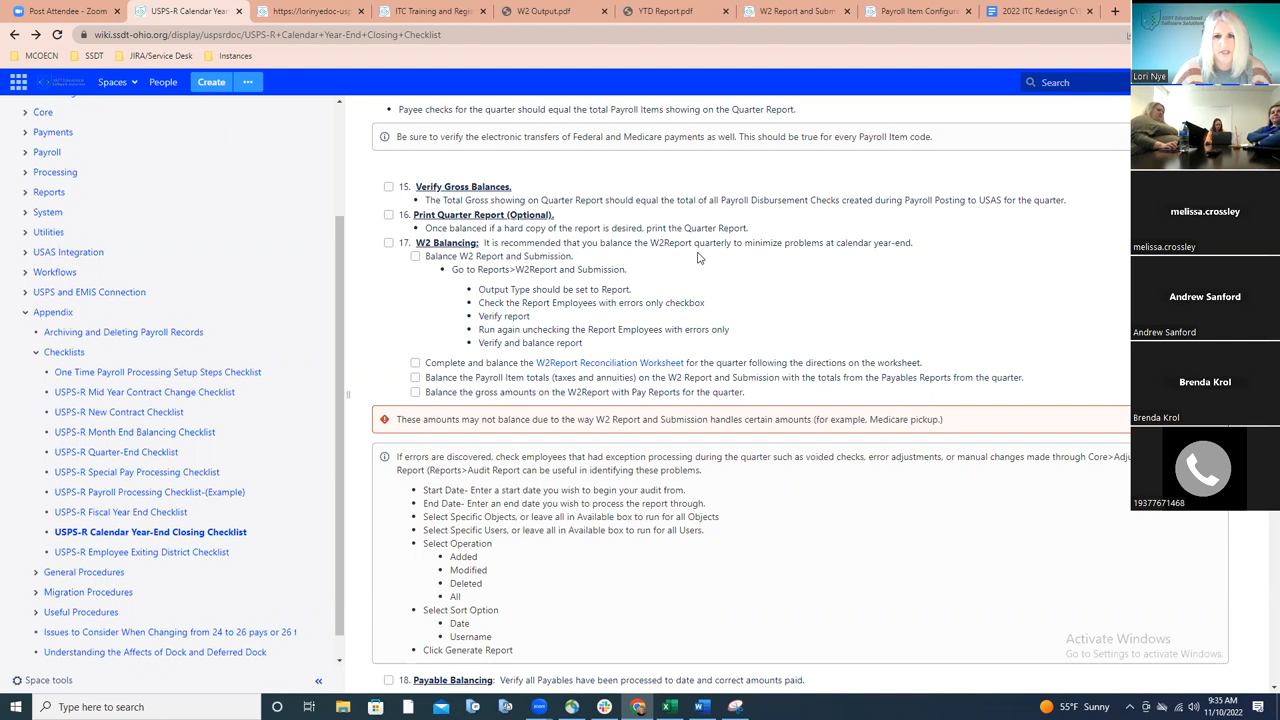 Start an Attendee
USPS-R Calendar Year
https://lorinyedoc-us
ITC Training and Regi
W2 Output.pdf
YTD Report.pdf
W2 Report and Subm
Payroll Item Configure
2022 ITC Redesign CY
wiki.ssdt-ohio.org/display/uspsrdoc/USPS-R+Calendar+Year-End+Closing+Checklist
MCOECN
SSDT
JIRA/Service Desk
Instances
Spaces
People
Create
Search
Core
Payments
Payroll
Processing
Reports
System
Utilities
USAS Integration
Workflows
USPS and EMIS Connection
Appendix
Archiving and Deleting Payroll Records
Checklists
One Time Payroll Processing Setup Steps Checklist
USPS-R Mid Year Contract Change Checklist
USPS-R New Contract Checklist
USPS-R Month End Balancing Checklist
USPS-R Quarter-End Checklist
USPS-R Special Pay Processing Checklist
USPS-R Payroll Processing Checklist-(Example)
USPS-R Fiscal Year End Checklist
USPS-R Calendar Year-End Closing Checklist
USPS-R Employee Exiting District Checklist
General Procedures
Migration Procedures
Useful Procedures
Issues to Consider When Changing from 24 to 26 pays or 26 t
Understanding the Affects of Dock and Deferred Dock
Space tools
Payee checks for the quarter should equal the total Payroll Items showing on the Quarter Report.
Be sure to verify the electronic transfers of Federal and Medicare payments as well. This should be true for every Payroll Item code.
15. Verify Gross Balances.
The Total Gross showing on Quarter Report should equal the total of all Payroll Disbursement Checks created during Payroll Posting to USAS for the quarter.
16. Print Quarter Report (Optional).
Once balanced if a hard copy of the report is desired, print the Quarter Report.
17. W2 Balancing: It is recommended that you balance the W2Report quarterly to minimize problems at calendar year-end.
Balance W2 Report and Submission.
Go to Reports>W2Report and Submission.
Output Type should be set to Report.
Check the Report Employees with errors only checkbox
Verify report
Run again unchecking the Report Employees with errors only
Verify and balance report
Complete and balance the W2Report Reconciliation Worksheet for the quarter following the directions on the worksheet.
Balance the Payroll Item totals (taxes and annuities) on the W2 Report and Submission with the totals from the Payables Reports from the quarter.
Balance the gross amounts on the W2Report with Pay Reports for the quarter.
These amounts may not balance due to the way W2 Report and Submission handles certain amounts (for example, Medicare pickup.)
If errors are discovered, check employees that had exception processing during the quarter such as voided checks, error adjustments, or manual changes made through Core>Adju
Report (Reports>Audit Report can be useful in identifying these problems.
Start Date- Enter a start date you wish to begin your audit from.
End Date- Enter an end date you wish to process the report through.
Select Specific Objects, or leave all in Available box to run for all Objects
Select Specific Users, or leave all in Available box to run for all Users.
Select Operation
Added
Modified
Deleted
All
Select Sort Option
Date
Username
Click Generate Report
18. Payable Balancing: Verify all Payables have been processed to date and correct amounts paid.
Activate Windows
Go to Settings to activate Windows.
SSDT Educational
Software Solutions
Lori Nye
melissa.crossley
melissa.crossley
Andrew Sanford
Andrew Sanford
Brenda Krol
Brenda Krol
19377671468
Type here to search
55°F Sunny
9:35 AM
11/10/2022